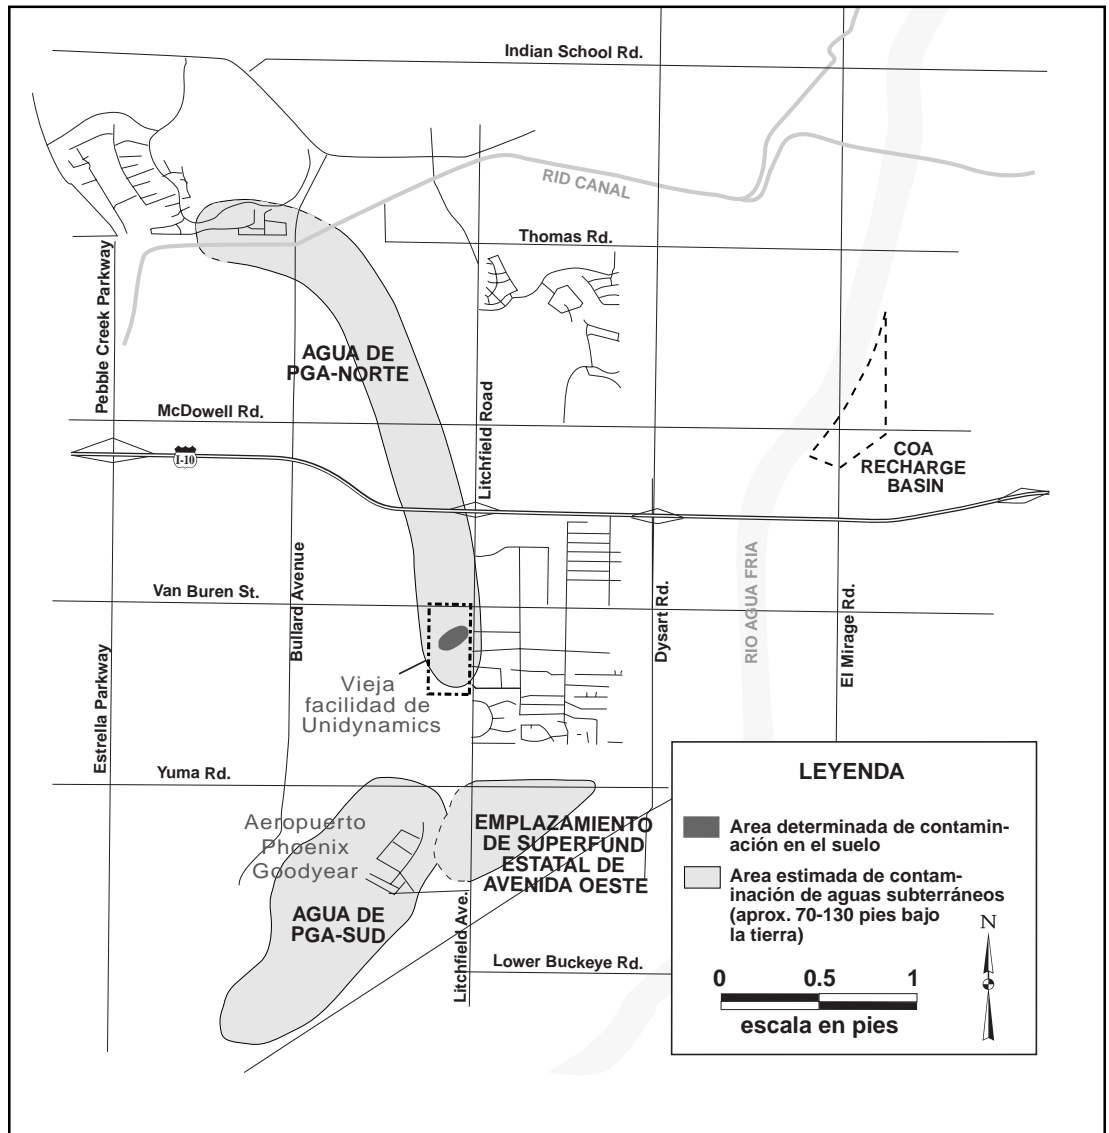 Indian School Rd.
RID CANAL
Thomas Rd.
Pebble Creek Parkway
AGUA DE
PGA-NORTE
Litchfield Road
McDowell Rd.
I-10
COA
RECHARGE
BASIN
Bullard Avenue
Van Buren St.
Dysart Rd.
RIO AGUA FRIA
El Mirage Rd.
Vieja
facilidad de
Unidynamics
Estrella Parkway
Yuma Rd.
Aeropuerto
Phoenix
Goodyear
EMPLAZAMIENTO
DE SUPERFUND
ESTATAL DE
AVENIDA OESTE
AGUA DE
PGA-SUD
Litchfield Ave.
Lower Buckeye Rd.
LEYENDA
Area determinada de contamin-
ación en el suelo
Area estimada de contam-
inación de aguas subterráneos
(aprox. 70-130 pies bajo
la tierra)
N
0 0.5 1
escala en pies